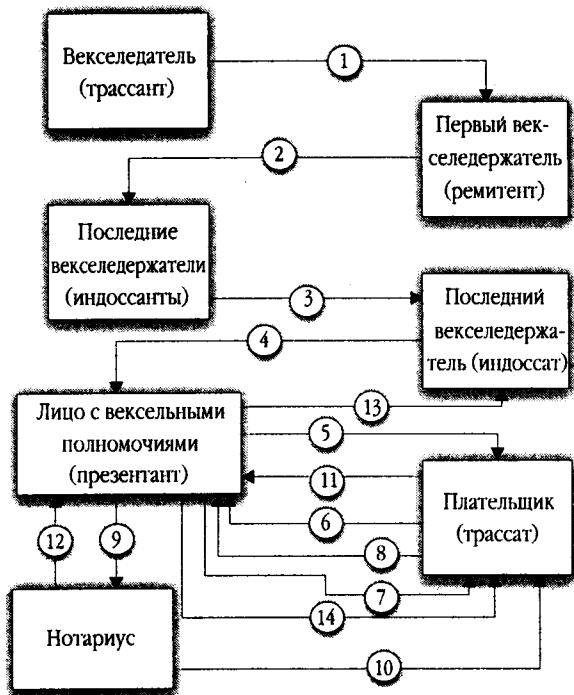 Векселедатель
(трассант)
1
Первый век-
селедержатель
(ремитент)
2
Последние
векселедержатели
(индоссанты)
3
Последний
векселедержа-
тель (индоссат)
4
Лицо с вексельными
полномочиями
(презентант)
13
5
11
6
8
7
14
Плательщик
(трассат)
12
9
Нотариус
10